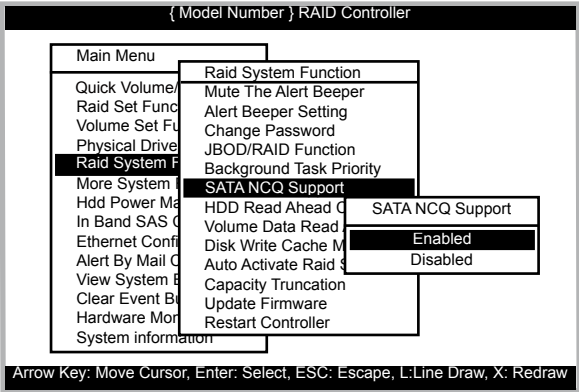 { Model Number } RAID Controller
Main Menu
Quick Volume/
Raid Set Func
Volume Set Fu
Physical Drive
Raid System F
More System
Hdd Power Ma
In Band SAS
Ethernet Confi
Alert By Mail
View System
Clear Event Bu
Hardware Mor
System information
Raid System Function
Mute The Alert Beeper
Alert Beeper Setting
Change Password
JBOD/RAID Function
Background Task Priority
SATA NCQ Support
HDD Read Ahead
Volume Data Read
Disk Write Cache M
Auto Activate Raid
Capacity Truncation
Update Firmware
Restart Controller
SATA NCQ Support
Enabled
Disabled
Arrow Key: Move Cursor, Enter: Select, ESC: Escape, L:Line Draw, X: Redraw